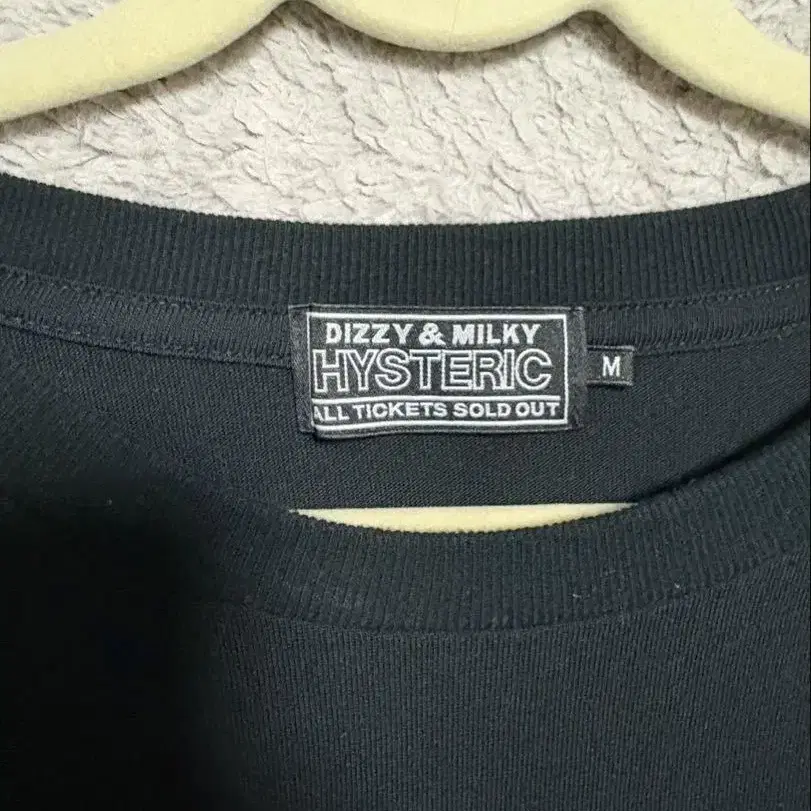 DIZZY & MILKY
HYSTERIC
ALL TICKETS SOLD OUT
M